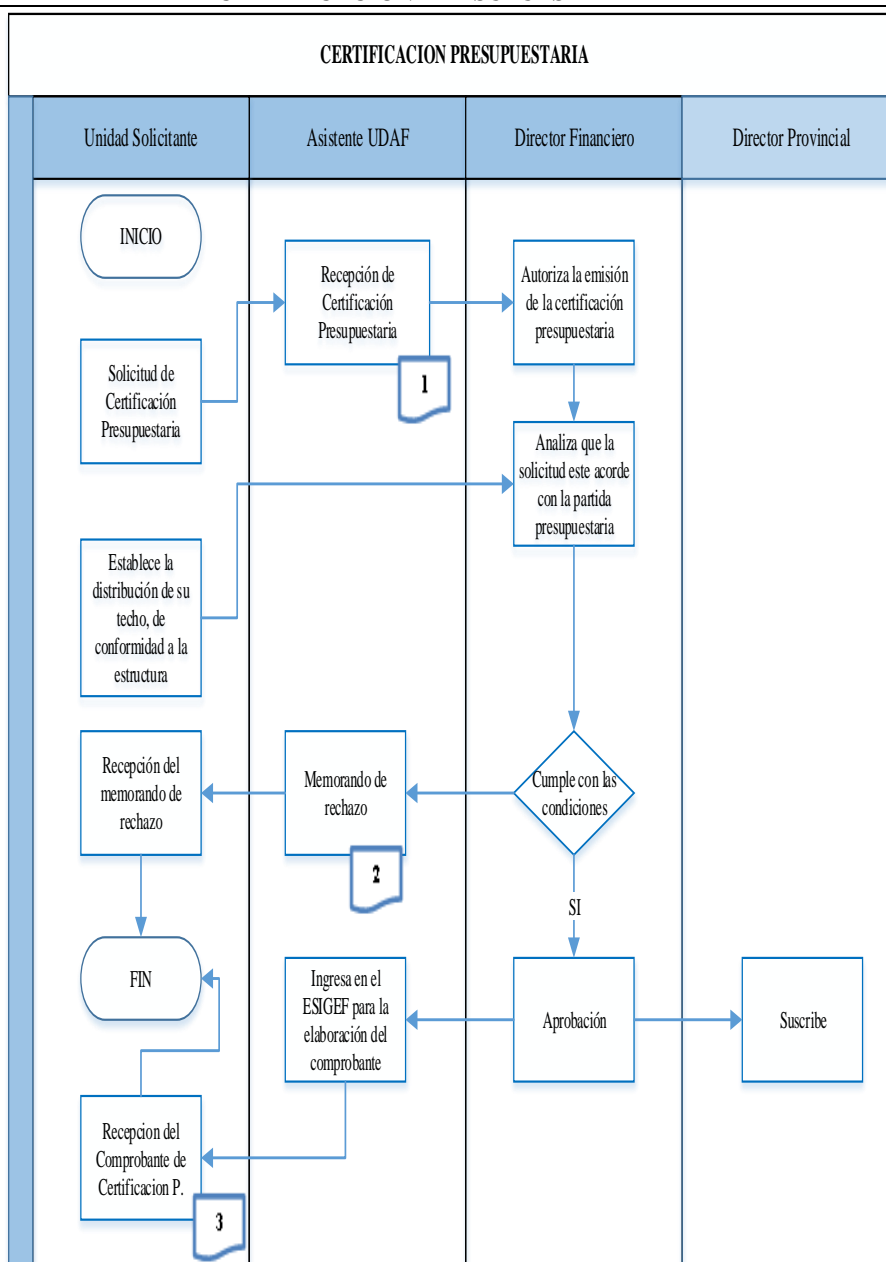 CERTIFICACION PRESUPUESTARIA
Unidad Solicitante
Asistente UDAF
Director Financiero
Director Provincial
INICIO
Recepción de
Certificación
Presupuestaria
1
Autoriza la emisión
de la certificación
presupuestaria
Solicitud de
Certificación
Presupuestaria
Analiza que la
solicitud este acorde
con la partida
presupuestaria
Establece la
distribución de su
techo, de
conformidad a la
estructura
Recepción del
memorando de
rechazo
Memorando de
rechazo
2
Cumple con las
condiciones
SI
FIN
Ingresa en el
ESIGEF para la
elaboración del
comprobante
Aprobación
Suscribe
Recepcion del
Comprobante de
Certificacion P.
3